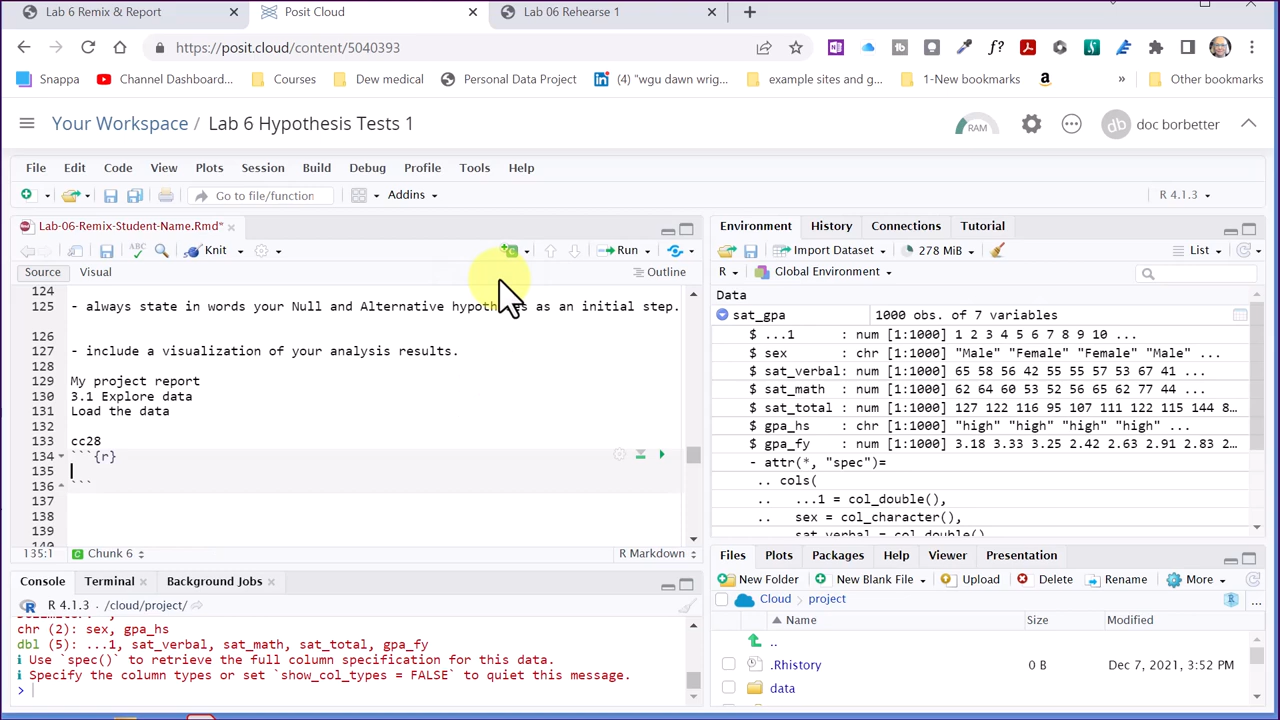 Lab 6 Remix & Report
Posit Cloud
Lab 06 Rehearse 1
https://posit.cloud/content/5040393
Snappa
Channel Dashboard...
Courses
Dew medical
Personal Data Project
(4) "wgu dawn wrig...
example sites and g...
1-New bookmarks
»
Other bookmarks
Your Workspace / Lab 6 Hypothesis Tests 1
RAM
db
doc borbetter
File Edit Code View Plots Session Build Debug Profile Tools Help
Go to file/function
Addins
R 4.1.3
Lab-06-Remix-Student-Name.Rmd*
Knit
Run
Source
Visual
Outline
124
125 - always state in words your Null and Alternative hypotheses as an initial step.
126
127 - include a visualization of your analysis results.
128
129 My project report
130 3.1 Explore data
131 Load the data
132
133 cc28
134 ```{r}
135
136 ```
137
138
139
140
135:1 Chunk 6 R Markdown
Console Terminal Background Jobs
R 4.1.3 · /cloud/project/
chr (2): sex, gpa_hs
dbl (5): ...1, sat_verbal, sat_math, sat_total, gpa_fy
i Use `spec()` to retrieve the full column specification for this data.
i Specify the column types or set `show_col_types = FALSE` to quiet this message.
>
Environment History Connections Tutorial
Import Dataset
278 MiB
List
R Global Environment
Data
sat_gpa 1000 obs. of 7 variables
$ ...1 : num [1:1000] 1 2 3 4 5 6 7 8 9 10 ...
$ sex : chr [1:1000] "Male" "Female" "Female" "Male" ...
$ sat_verbal: num [1:1000] 65 58 56 42 55 55 57 53 67 41 ...
$ sat_math : num [1:1000] 62 64 60 53 52 56 65 62 77 44 ...
$ sat_total : num [1:1000] 127 122 116 95 107 111 122 115 144 8...
$ gpa_hs : chr [1:1000] "high" "high" "high" "high" ...
$ gpa_fy : num [1:1000] 3.18 3.33 3.25 2.42 2.63 2.91 2.83 2...
- attr(*, "spec")=
.. cols(
.. ...1 = col_double(),
.. sex = col_character(),
.. sat_verbal = col_double(),
Files Plots Packages Help Viewer Presentation
New Folder
New Blank File
Upload
Delete
Rename
More
Cloud project
R
...
Name Size Modified
..
.Rhistory 0 B Dec 7, 2021, 3:52 PM
data